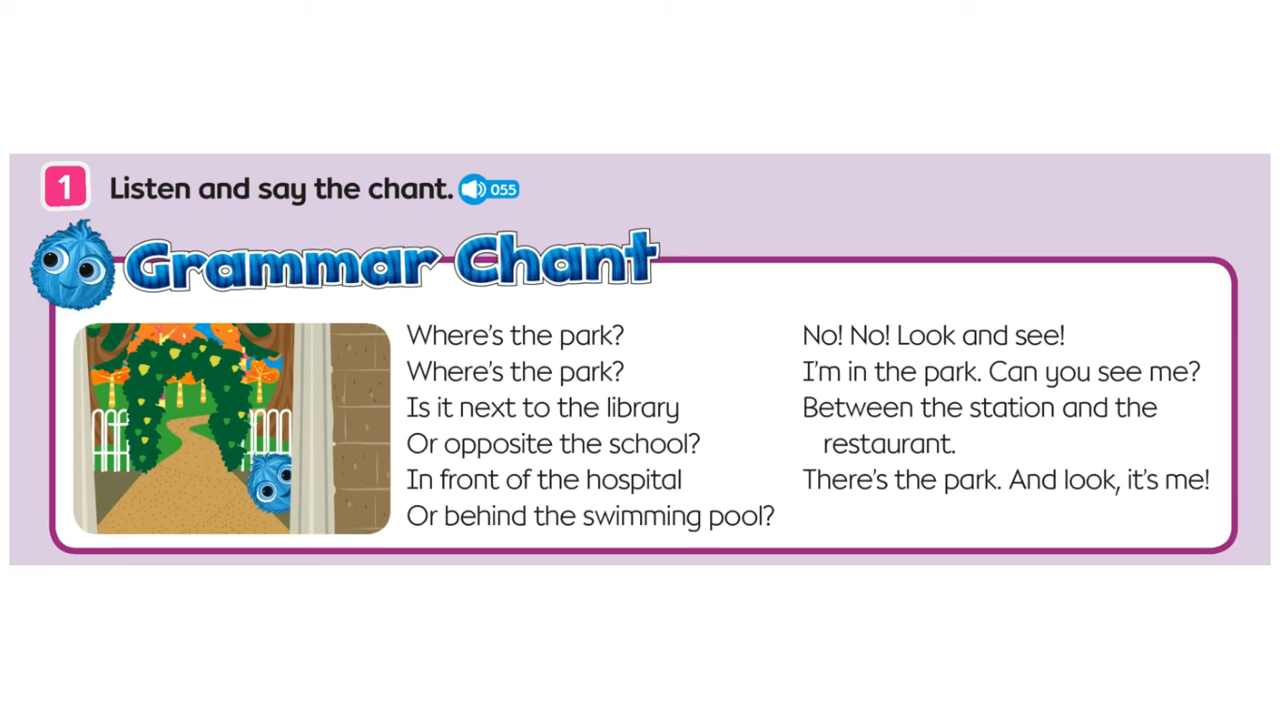 1 Listen and say the chant. 055
Grammar Chant
Where's the park?
Where's the park?
Is it next to the library
Or opposite the school?
In front of the hospital
Or behind the swimming pool?
No! No! Look and see!
I'm in the park. Can you see me?
Between the station and the
restaurant.
There's the park. And look, it's me!